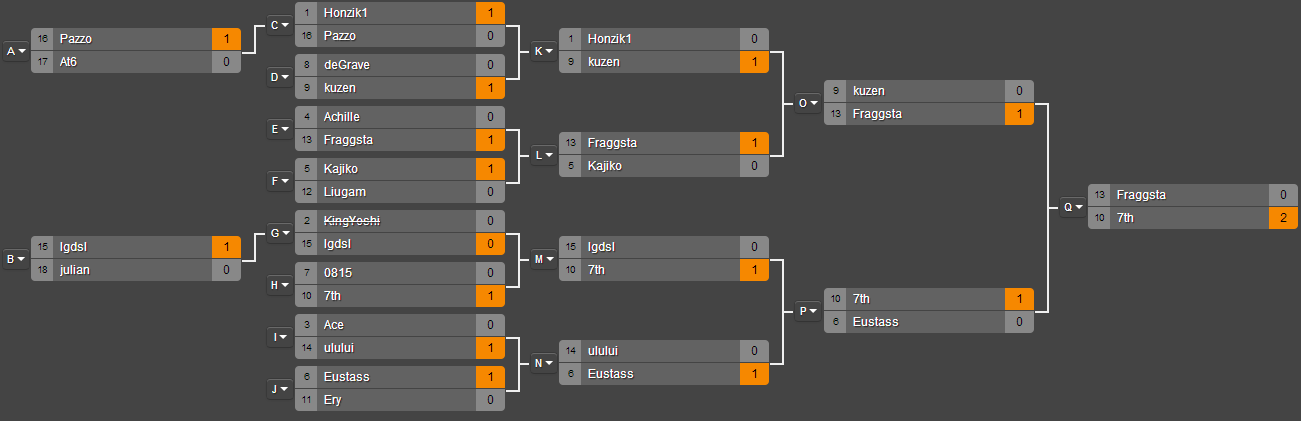 A
16 Pazzo 1
17 At6 0
B
15 lgdsl 1
18 julian 0
C
1 Honzik1 1
16 Pazzo 0
D
8 deGrave 0
9 kuzen 1
E
4 Achille 0
13 Fraggsta 1
F
5 Kajiko 1
12 Liugam 0
G
2 KingYoshi 0
15 lgdsl 0
H
7 0815 0
10 7th 1
I
3 Ace 0
14 ulului 1
J
6 Eustass 1
11 Ery 0
K
1 Honzik1 0
9 kuzen 1
L
13 Fraggsta 1
5 Kajiko 0
M
15 lgdsl 0
10 7th 1
N
14 ulului 0
6 Eustass 1
O
9 kuzen 0
13 Fraggsta 1
P
10 7th 1
6 Eustass 0
Q
13 Fraggsta 0
10 7th 2